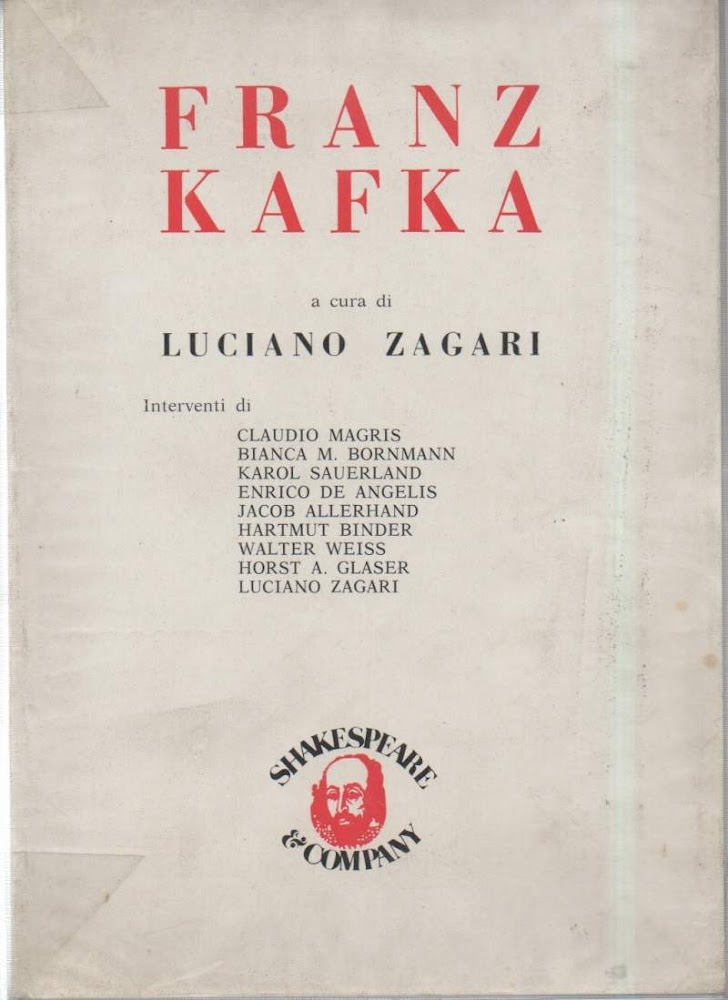 FRANZ
KAFKA
a cura di
LUCIANO ZAGARI
Interventi di
CLAUDIO MAGRIS
BIANCA M. BORNMANN
KAROL SAUERLAND
ENRICO DE ANGELIS
JACOB ALLERHAND
HARTMUT BINDER
WALTER WEISS
HORST A. GLASER
LUCIANO ZAGARI
SHAKESPEARE
& COMPANY